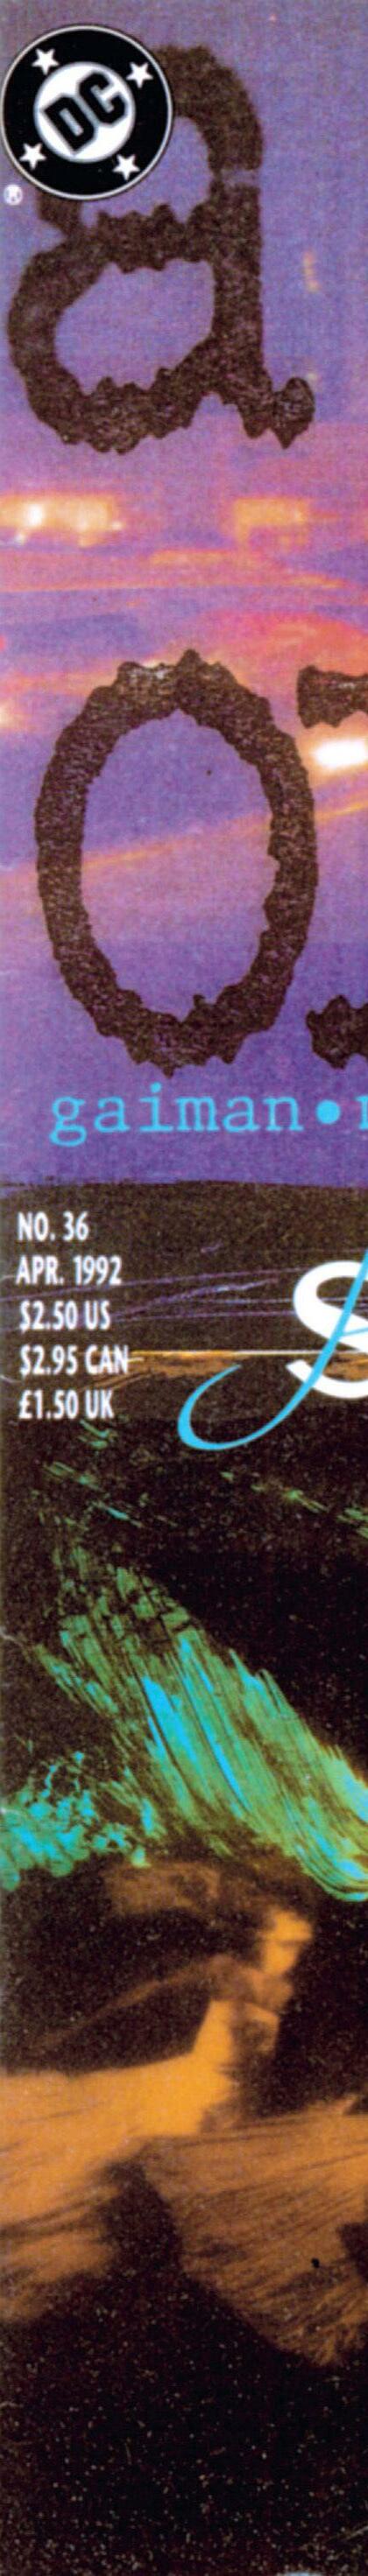 DC
®
a
o
gaiman •
NO. 36
APR. 1992
$2.50 US
$2.95 CAN
£1.50 UK
S